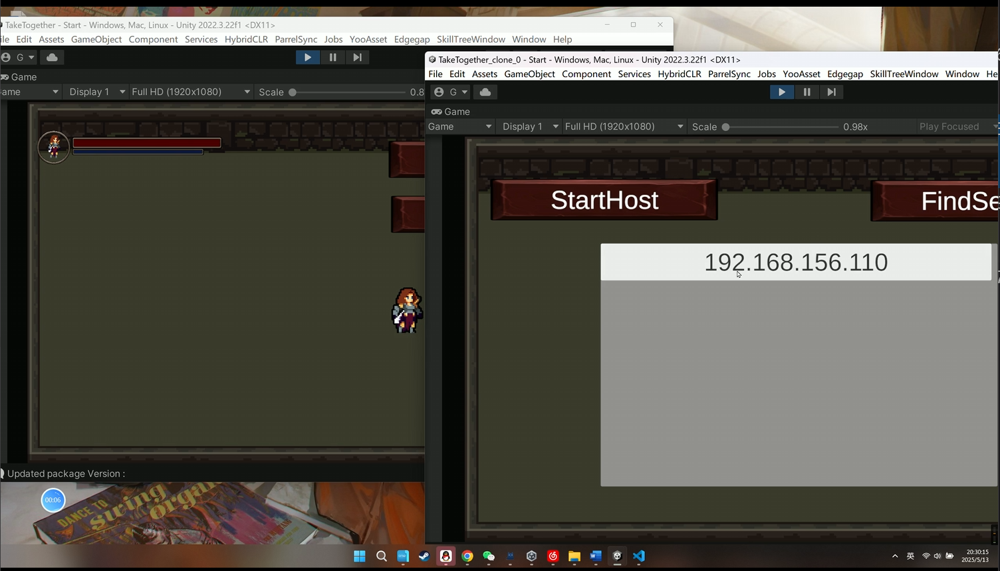 TakeTogether - Start - Windows, Mac, Linux - Unity 2022.3.22f1 <DX11>
Edit Assets GameObject Component Services HybridCLR ParrelSync Jobs YooAsset Edgegap SkillTreeWindow Window Help
G
Game
Display 1 Full HD (1920x1080) Scale 0.8
Updated package Version :
DANCE TO
swing
00:06
TakeTogether_clone_0 - Start - Windows, Mac, Linux - Unity 2022.3.22f1 <DX11>
File Edit Assets GameObject Component Services HybridCLR ParrelSync Jobs YooAsset Edgegap SkillTreeWindow Window He
G
Game
Game Display 1 Full HD (1920x1080) Scale 0.98x Play Focused
StartHost
FindSe
192.168.156.110
英
20:30:15
2025/5/13